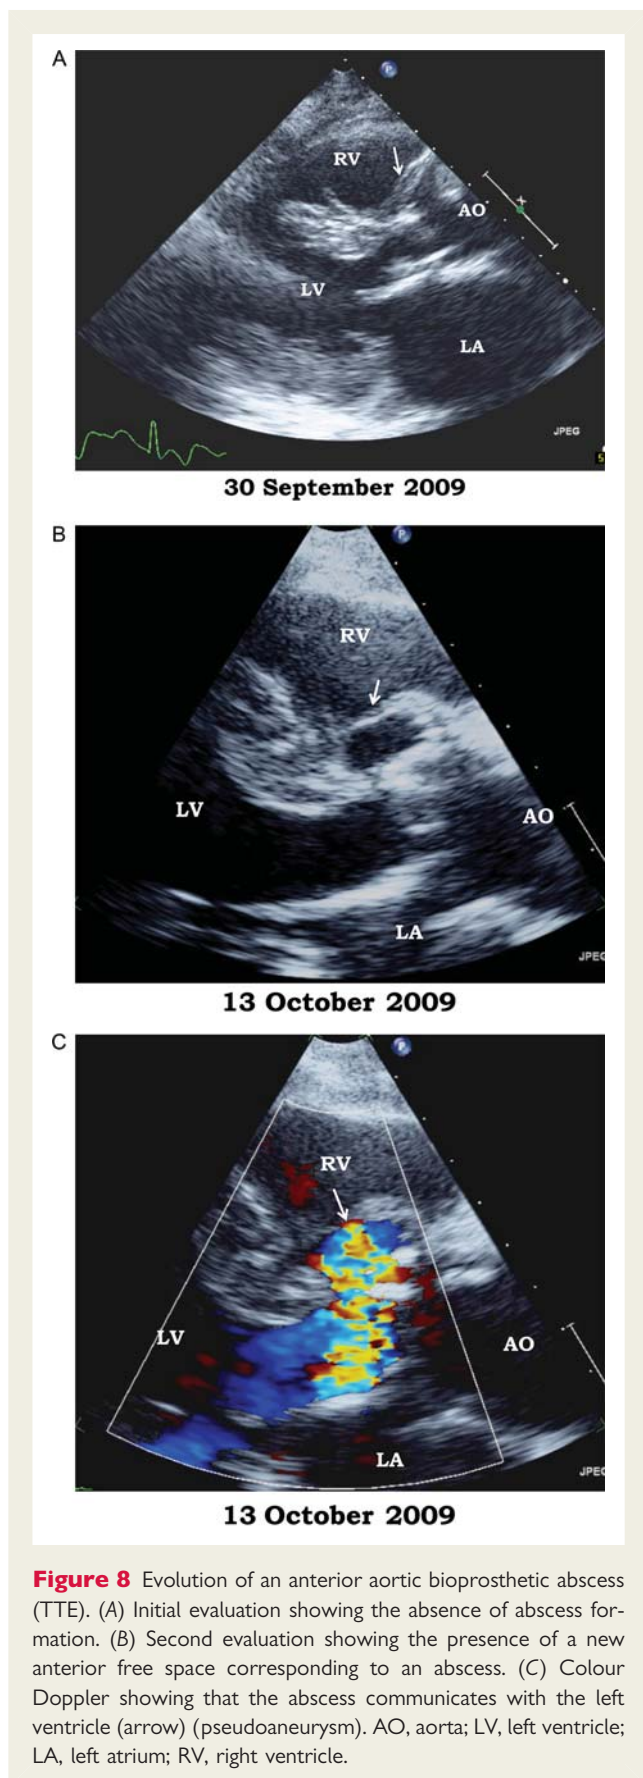 A
RV
AO
LV
LA
JPEG
5
30 September 2009
B
RV
LV
AO
LA
JPEG
13 October 2009
C
RV
LV
AO
LA
JPEG
13 October 2009
Figure 8 Evolution of an anterior aortic bioprosthetic abscess
(TTE). (A) Initial evaluation showing the absence of abscess for-
mation. (B) Second evaluation showing the presence of a new
anterior free space corresponding to an abscess. (C) Colour
Doppler showing that the abscess communicates with the left
ventricle (arrow) (pseudoaneurysm). AO, aorta; LV, left ventricle;
LA, left atrium; RV, right ventricle.